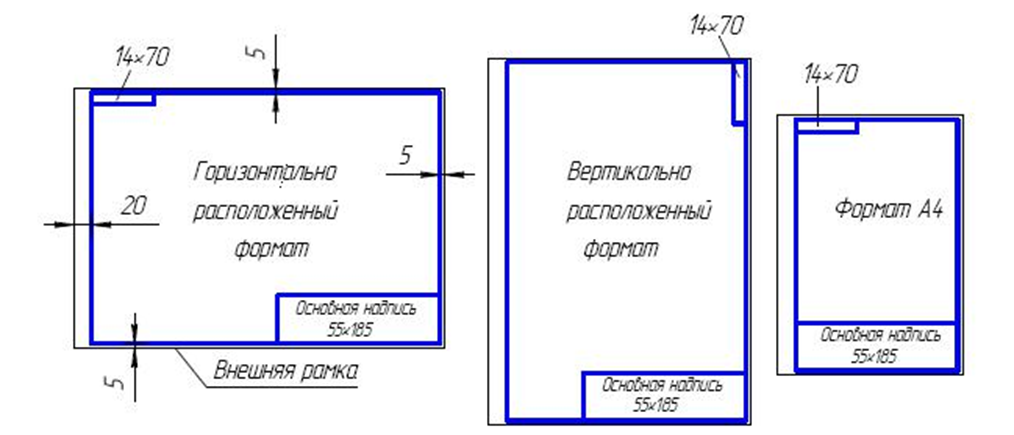 14×70
5
Горизонтально
расположенный
формат
5
20
Основная надпись
55×185
5
Внешняя рамка
14×70
Вертикально
расположенный
формат
Основная надпись
55×185
14×70
Формат А4
Основная надпись
55×185